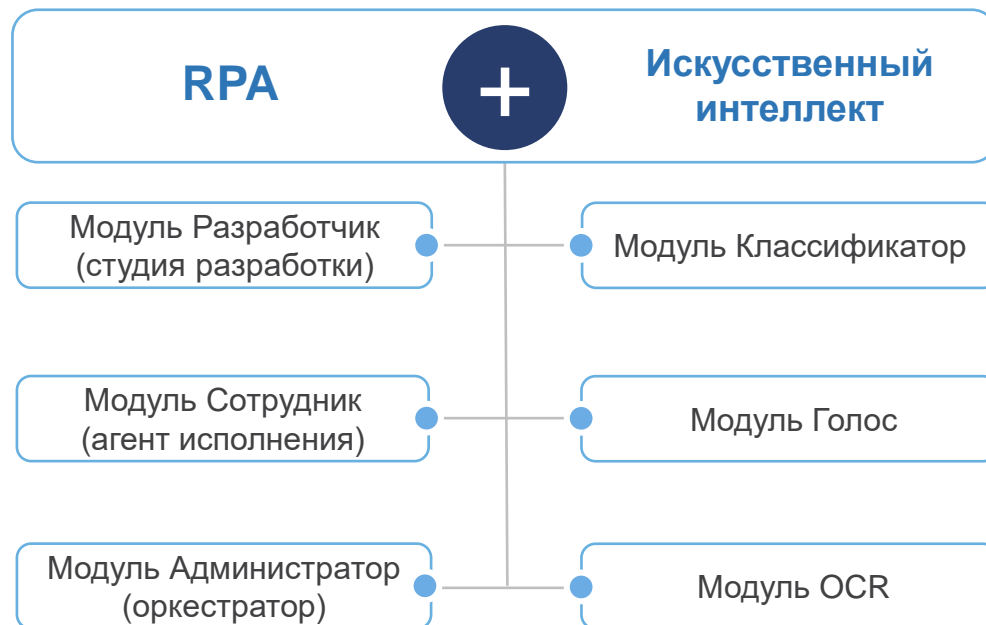 RPA
+
Искусственный
интеллект
Модуль Разработчик
(студия разработки)
Модуль Классификатор
Модуль Сотрудник
(агент исполнения)
Модуль Голос
Модуль Администратор
(оркестратор)
Модуль OCR